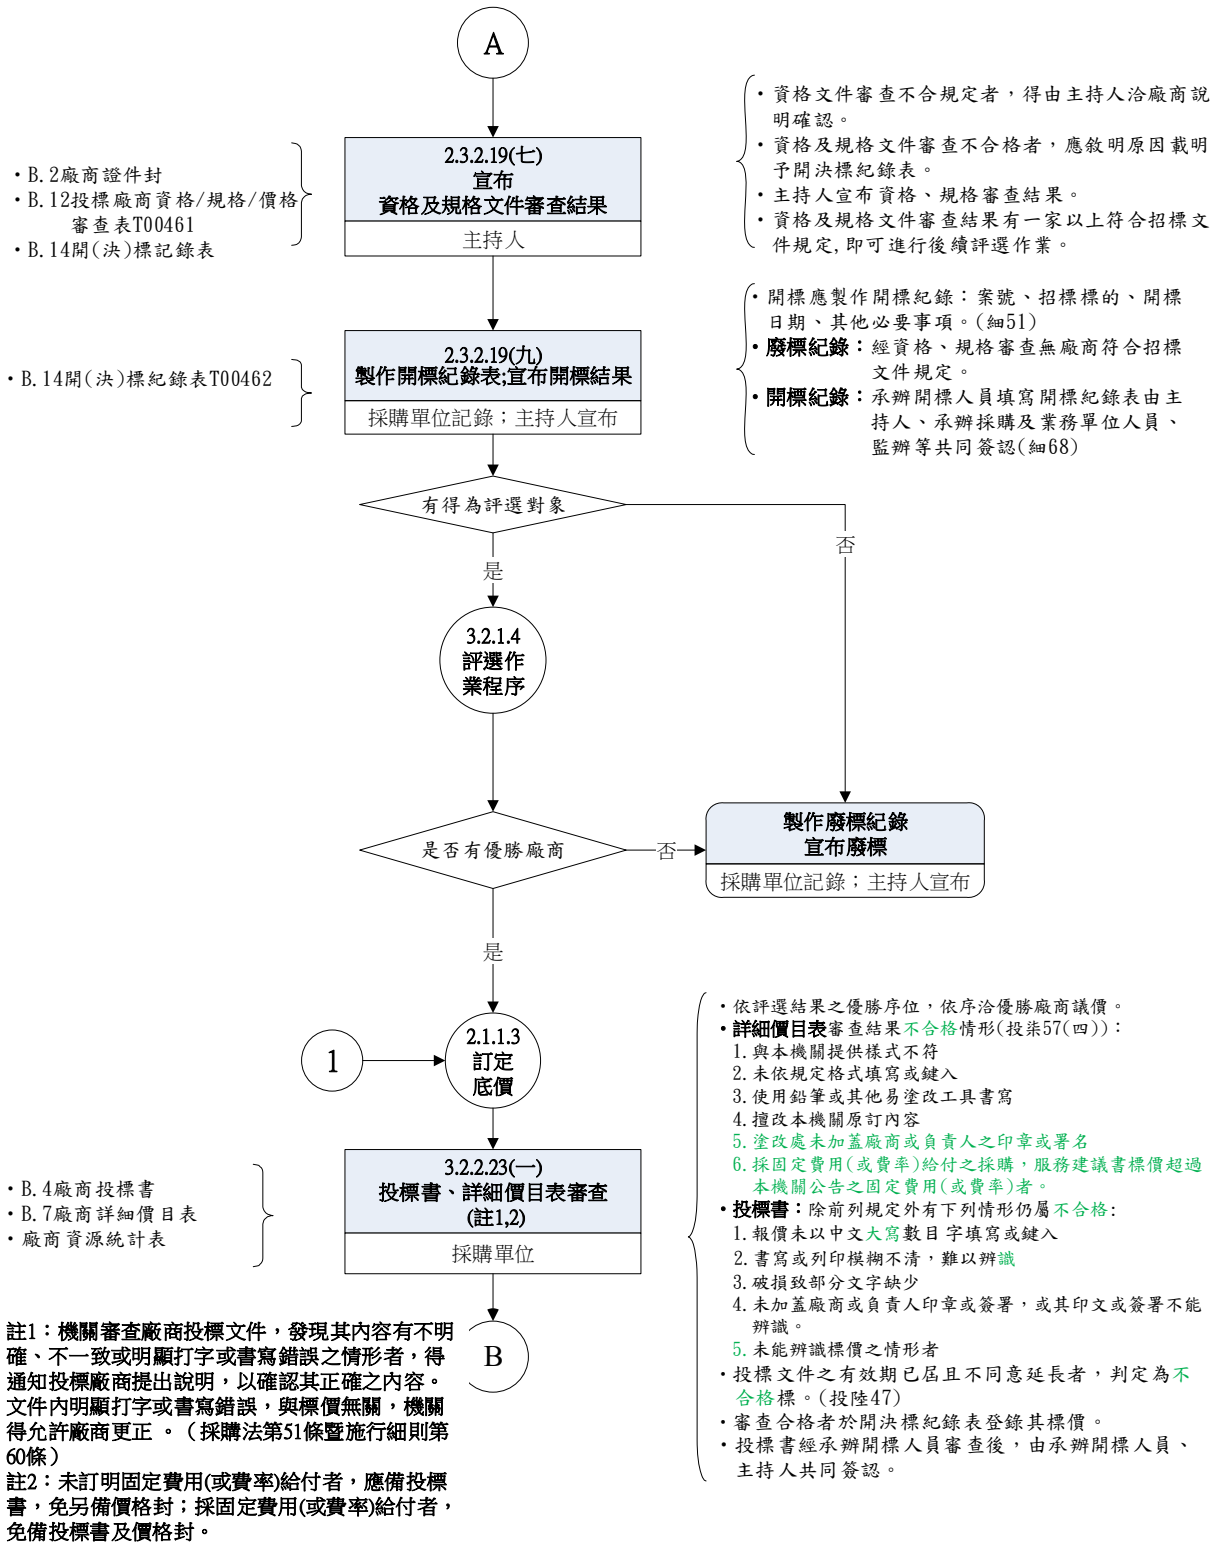 A
・資格文件審查不合規定者，得由主持人洽廠商說
明確認。
・資格及規格文件審查不合格者，應敘明原因載明
予開決標紀錄表。
・主持人宣布資格、規格審查結果。
・資格及規格文件審查結果有一家以上符合招標文
件規定,即可進行後續評選作業。
2.3.2.19(七)
宣布
資格及規格文件審查結果
主持人
・B.2廠商證件封
・B.12投標廠商資格/規格/價格
審查表T00461
・B.14開(決)標記錄表
・開標應製作開標紀錄：案號、招標標的、開標
日期、其他必要事項。(細51)
・廢標紀錄：經資格、規格審查無廠商符合招標
文件規定。
・開標紀錄：承辦開標人員填寫開標紀錄表由主
持人、承辦採購及業務單位人員、
監辦等共同簽認(細68)
2.3.2.19(九)
製作開標紀錄表;宣布開標結果
採購單位記錄；主持人宣布
・B.14開(決)標紀錄表T00462
有得為評選對象
否
是
3.2.1.4
評選作
業程序
是否有優勝廠商
否
製作廢標紀錄
宣布廢標
採購單位記錄；主持人宣布
是
1
2.1.1.3
訂定
底價
・依評選結果之優勝序位，依序洽優勝廠商議價。
・詳細價目表審查結果不合格情形(投柒57(四))：
1.與本機關提供樣式不符
2.未依規定格式填寫或鍵入
3.使用鉛筆或其他易塗改工具書寫
4.擅改本機關原訂內容
5.塗改處未加蓋廠商或負責人之印章或署名
6.採固定費用(或費率)給付之採購，服務建議書標價超過
本機關公告之固定費用(或費率)者。
・投標書：除前列規定外有下列情形仍屬不合格:
1.報價未以中文大寫數目字填寫或鍵入
2.書寫或列印模糊不清，難以辨識
3.破損致部分文字缺少
4.未加蓋廠商或負責人印章或簽署，或其印文或簽署不能
辨識。
5.未能辨識標價之情形者
・投標文件之有效期已屆且不同意延長者，判定為不
合格標。(投陸47)
・審查合格者於開決標紀錄表登錄其標價。
・投標書經承辦開標人員審查後，由承辦開標人員、
主持人共同簽認。
3.2.2.23(一)
投標書、詳細價目表審查
(註1,2)
採購單位
・B.4廠商投標書
・B.7廠商詳細價目表
・廠商資源統計表
B
註1：機關審查廠商投標文件，發現其內容有不明
確、不一致或明顯打字或書寫錯誤之情形者，得
通知投標廠商提出說明，以確認其正確之內容。
文件內明顯打字或書寫錯誤，與標價無關，機關
得允許廠商更正 。（採購法第51條暨施行細則第
60條）
註2：未訂明固定費用(或費率)給付者，應備投標
書，免另備價格封；採固定費用(或費率)給付者，
免備投標書及價格封。